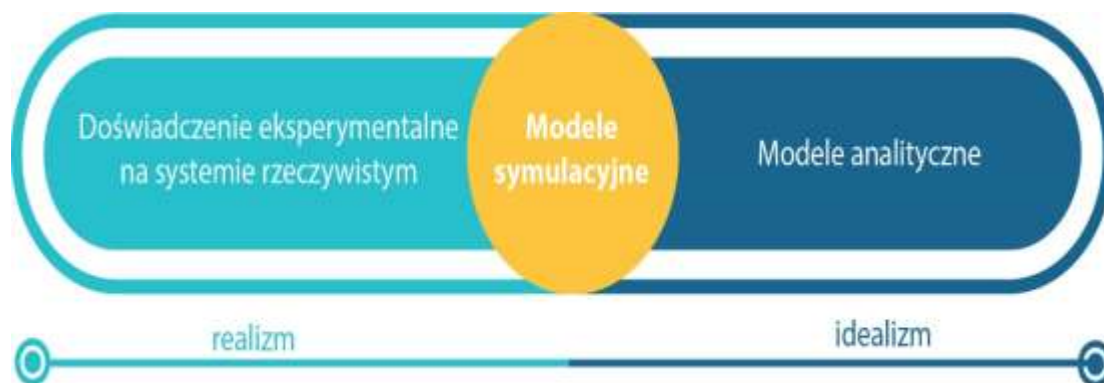 Doświadczenie eksperymentalne
na systemie rzeczywistym
Modele
symulacyjne
Modele analityczne
realizm
idealizm